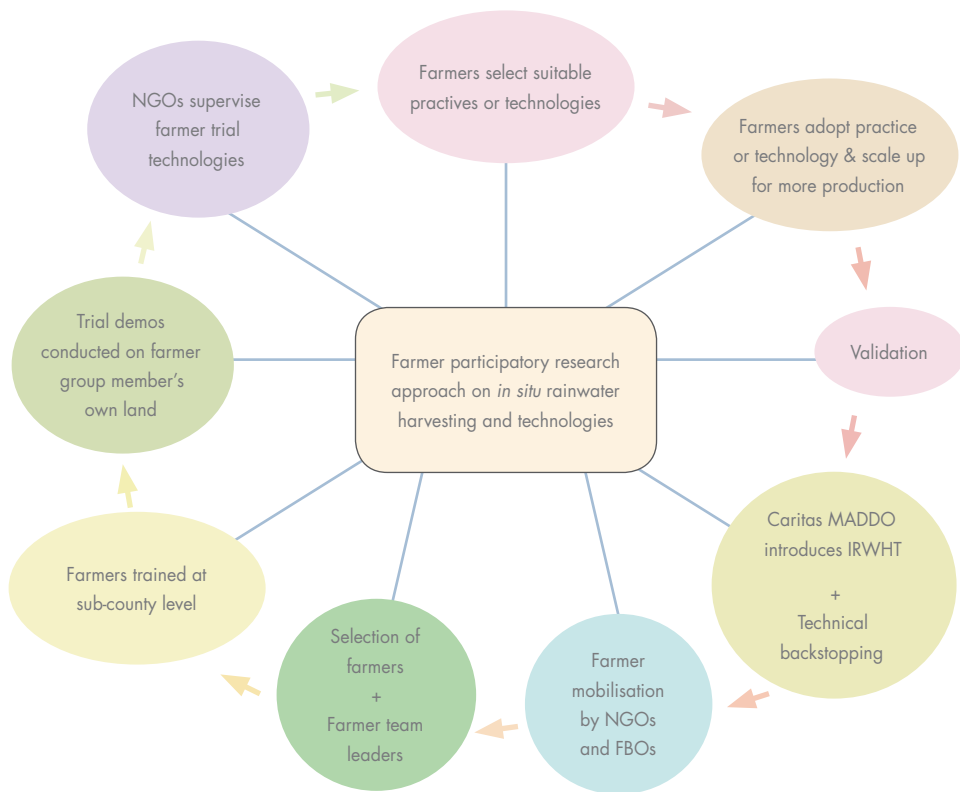 Farmers select suitable
practives or technologies
NGOs supervise
farmer trial
technologies
Farmers adopt practice
or technology & scale up
for more production
Trial demos
conducted on farmer
group member's
own land
Farmer participatory research
approach on in situ rainwater
harvesting and technologies
Validation
Caritas MADDO
introduces IRWHT
+
Technical
backstopping
Farmers trained at
sub-county level
Selection of
farmers
+
Farmer team
leaders
Farmer
mobilisation
by NGOs
and FBOs